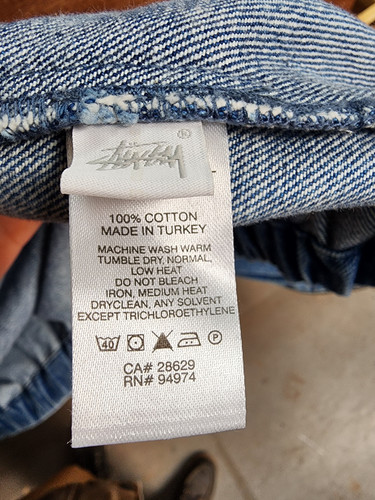 Stüssy
®
100% COTTON
MADE IN TURKEY
MACHINE WASH WARM
TUMBLE DRY, NORMAL,
LOW HEAT
DO NOT BLEACH
IRON, MEDIUM HEAT
DRYCLEAN, ANY SOLVENT
EXCEPT TRICHLOROETHYLENE
40 P
CA# 28629
RN# 94974